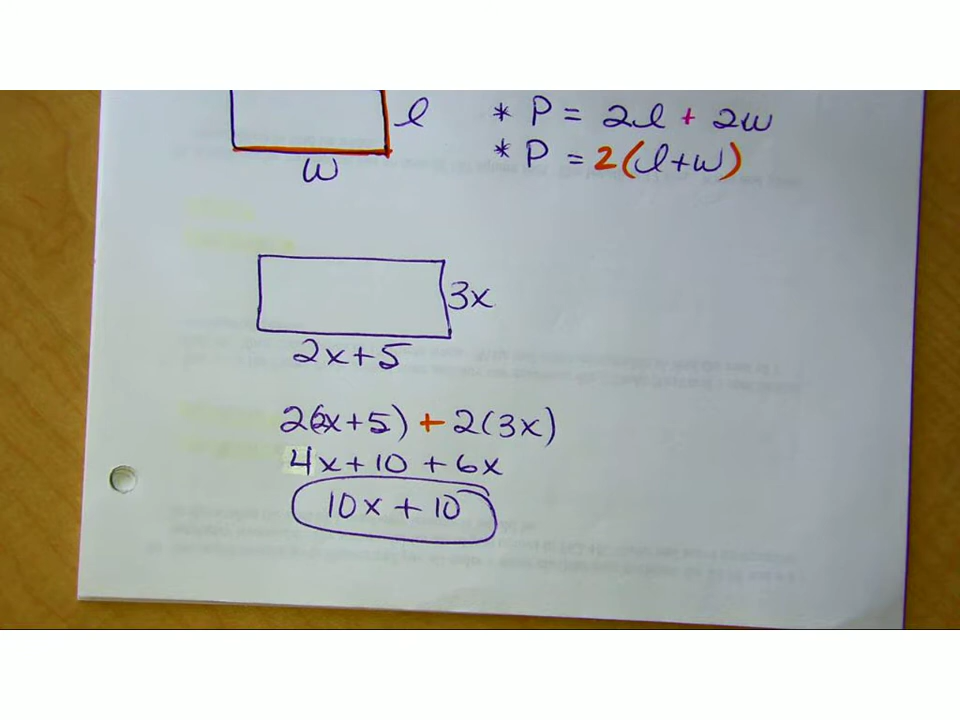 l
* P = 2l + 2w
* P = 2(l+w)
w
3x
2x+5
2(2x+5) + 2(3x)
4x+10 +6x
10x + 10